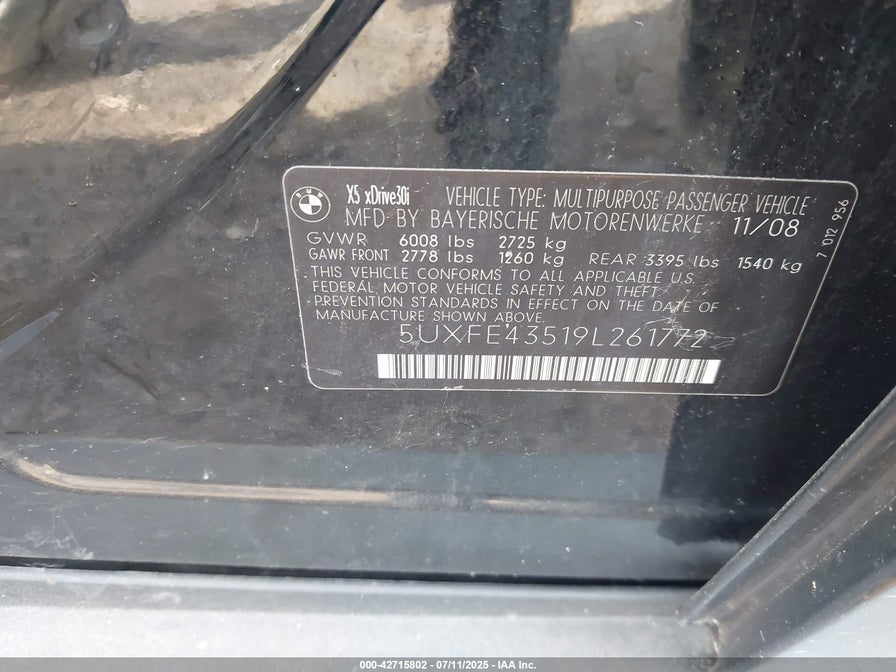 BMW X5 xDrive30i VEHICLE TYPE: MULTIPURPOSE PASSENGER VEHICLE
MFD BY BAYERISCHE MOTORENWERKE 11/08
GVWR 6008 lbs 2725 kg
GAWR FRONT 2778 lbs 1260 kg REAR 3395 lbs 1540 kg
THIS VEHICLE CONFORMS TO ALL APPLICABLE U.S.
FEDERAL MOTOR VEHICLE SAFETY AND THEFT
PREVENTION STANDARDS IN EFFECT ON THE DATE OF
MANUFACTURE SHOWN ABOVE.
5UXFE43519L261772
7 012 956
000-42715802 - 07/11/2025 - IAA Inc.